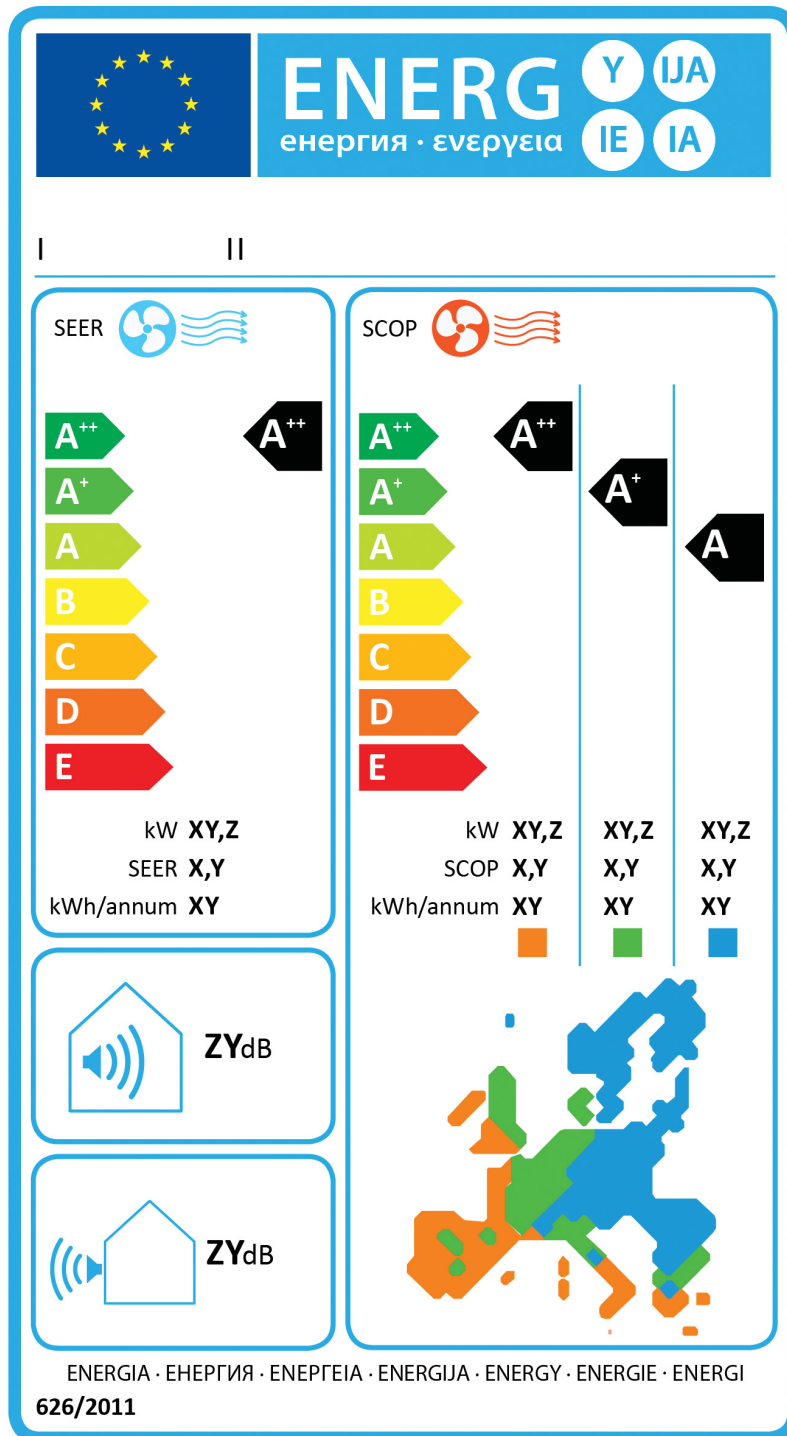 ENERG Y IJA
енергия · ενεργεια IE IA
I II
SEER
A++ A++
A+
A
B
C
D
E
kW XY,Z
SEER X,Y
kWh/annum XY
SCOP
A++ A++
A+ A+
A A
B
C
D
E
kW XY,Z XY,Z XY,Z
SCOP X,Y X,Y X,Y
kWh/annum XY XY XY
ZYdB
ZYdB
ENERGIA · ЕНЕРГИЯ · ΕΝΕΡΓΕΙΑ · ENERGIJA · ENERGY · ENERGIE · ENERGI
626/2011